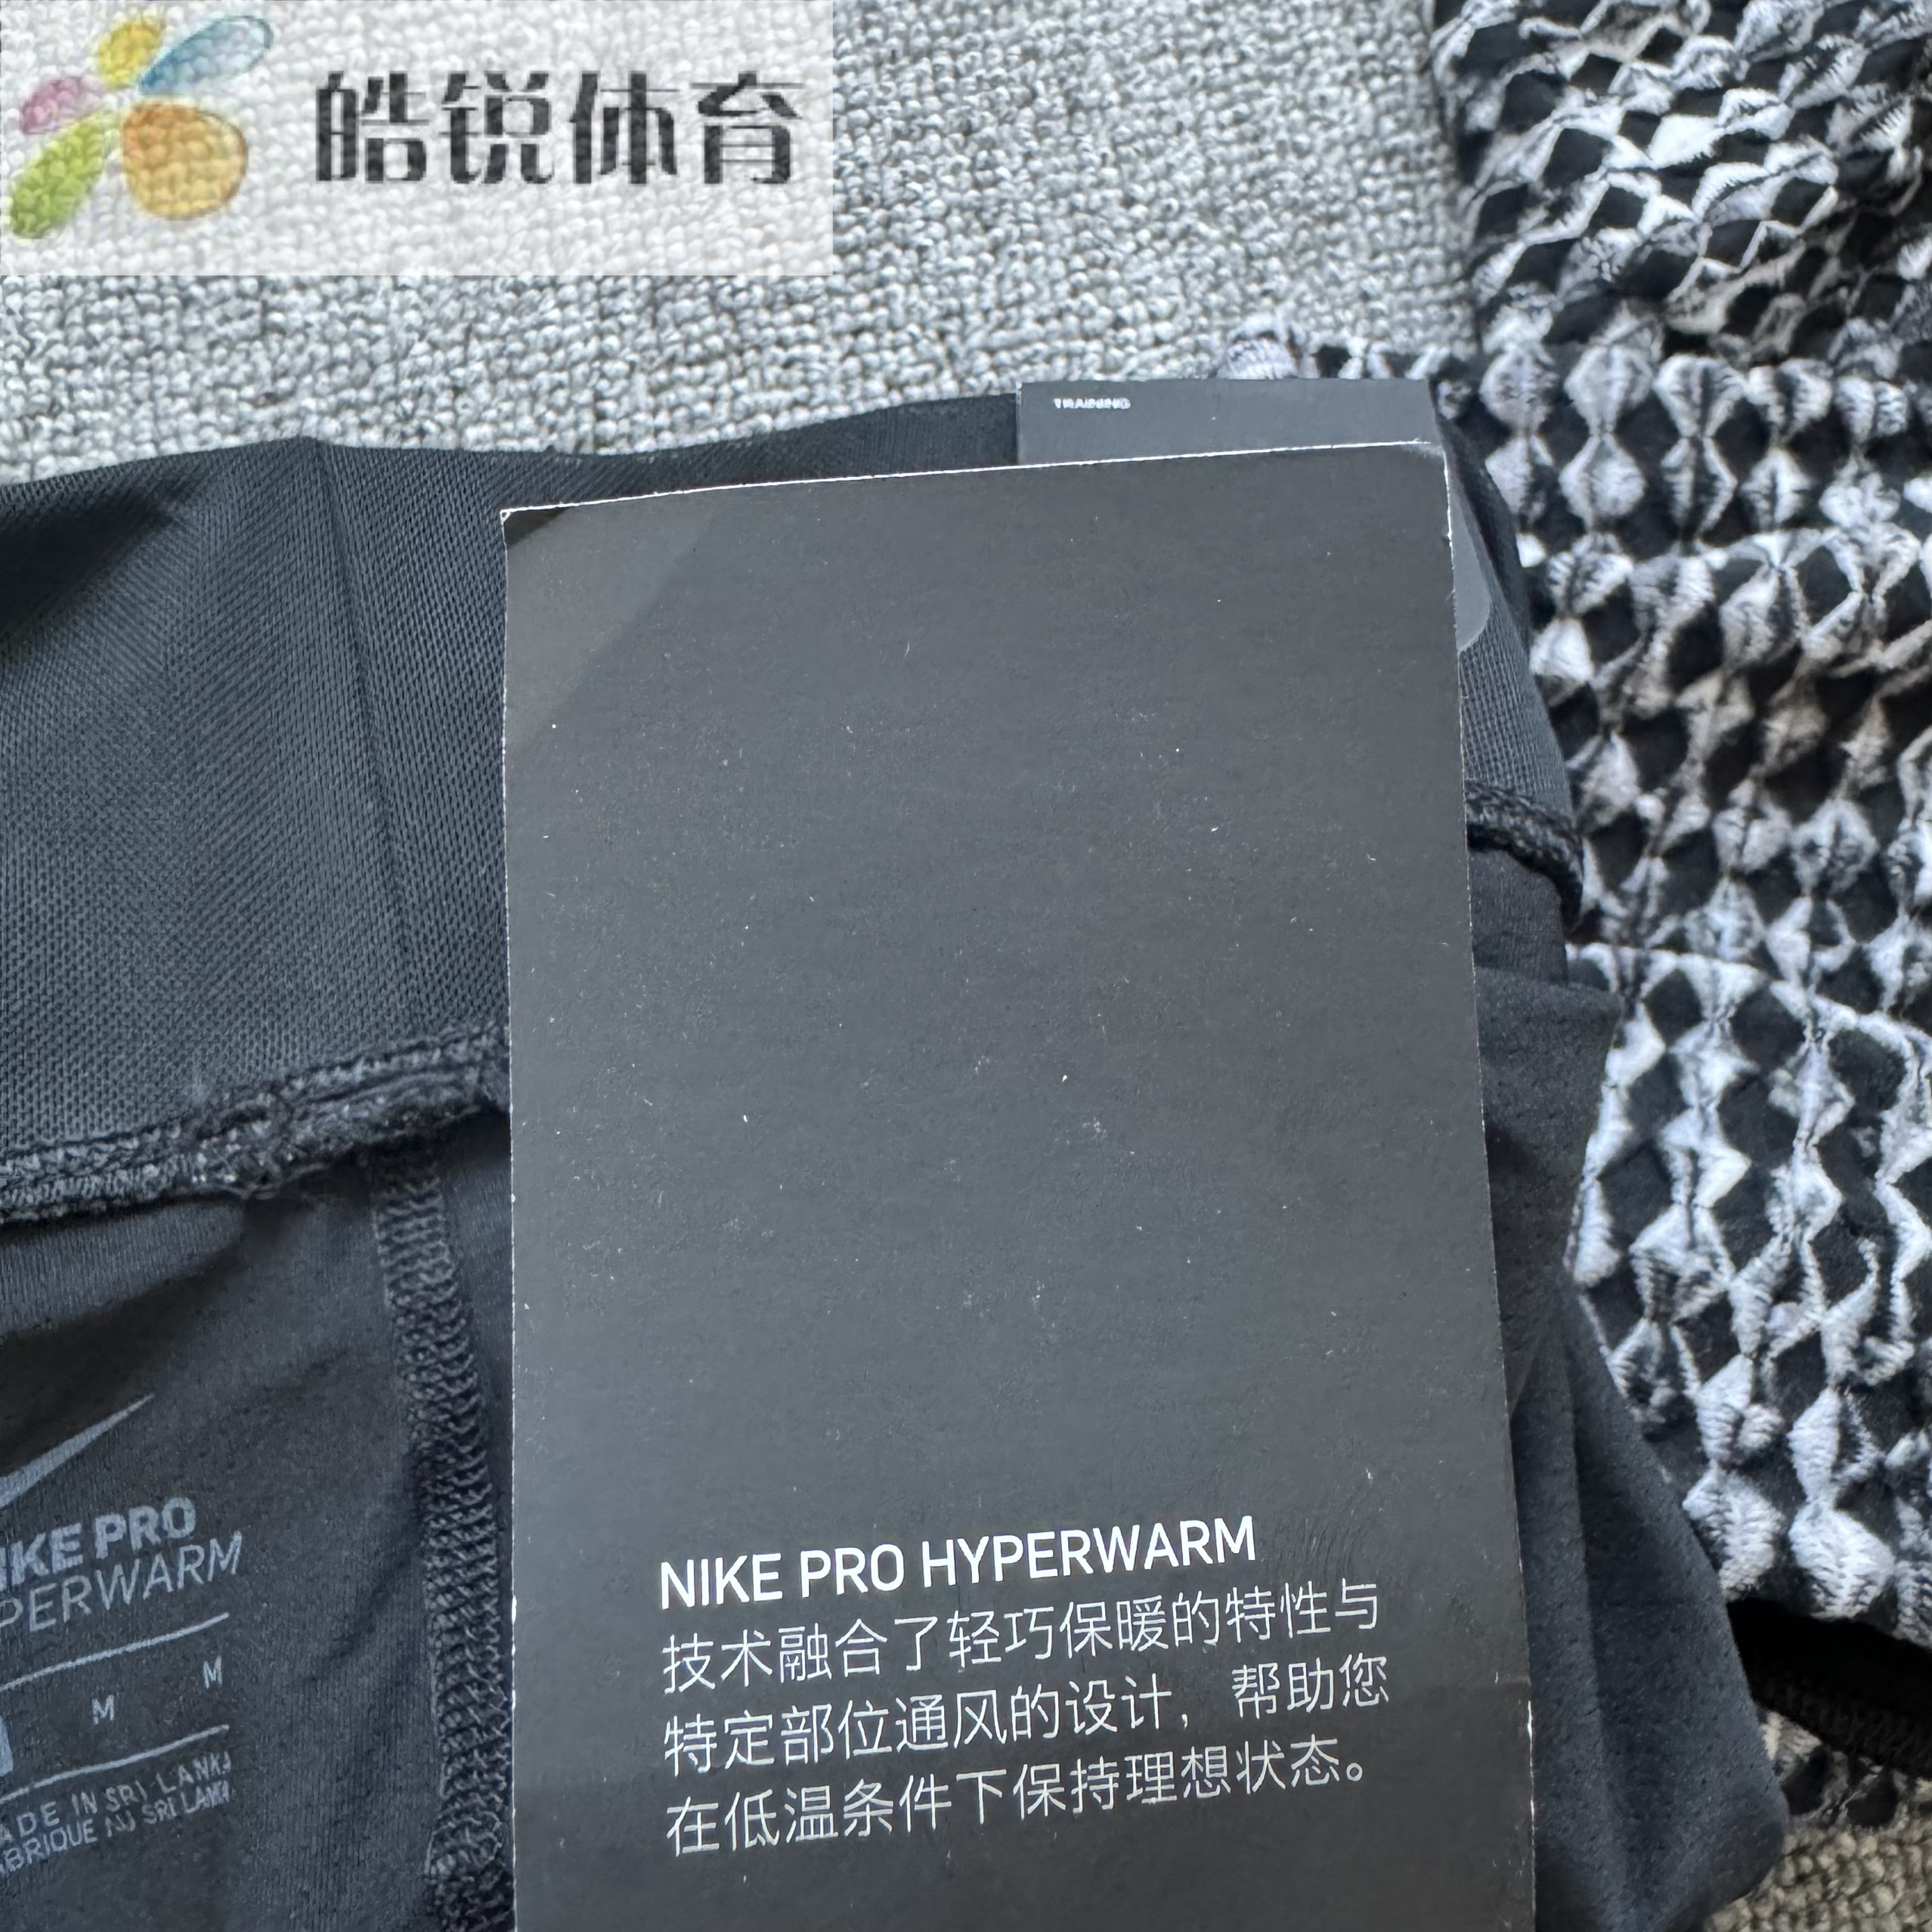 皓锐体育
TRAINING
NIKE PRO HYPERWARM
技术融合了轻巧保暖的特性与
特定部位通风的设计，帮助您
在低温条件下保持理想状态。
IKE PRO
PERWARM
M M
ADE IN SRI LANKA
ABRIQUE AU SRI LANKA